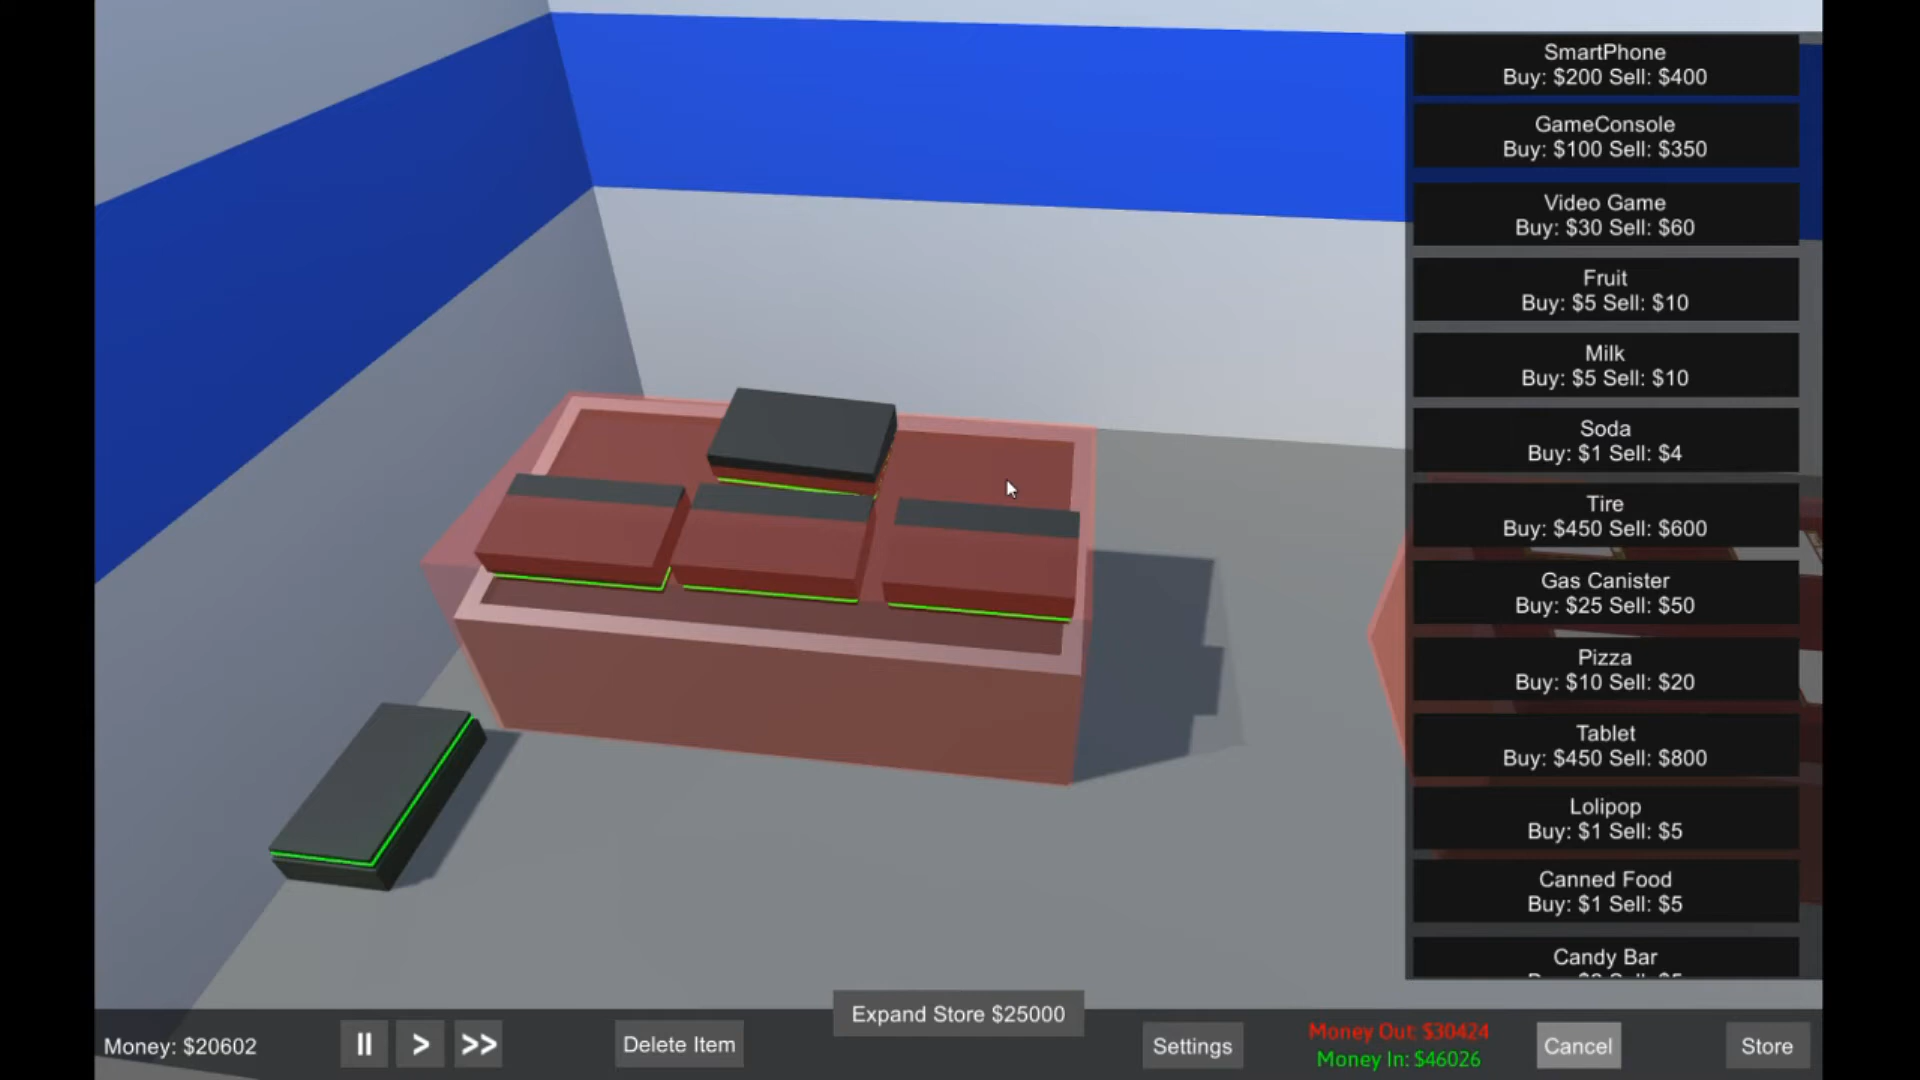 SmartPhone
Buy: $200 Sell: $400
GameConsole
Buy: $100 Sell: $350
Video Game
Buy: $30 Sell: $60
Fruit
Buy: $5 Sell: $10
Milk
Buy: $5 Sell: $10
Soda
Buy: $1 Sell: $4
Tire
Buy: $450 Sell: $600
Gas Canister
Buy: $25 Sell: $50
Pizza
Buy: $10 Sell: $20
Tablet
Buy: $450 Sell: $800
Lolipop
Buy: $1 Sell: $5
Canned Food
Buy: $1 Sell: $5
Candy Bar
Expand Store $25000
Money: $20602
>
>>
Delete Item
Settings
Money Out: $30424
Money In: $46026
Cancel
Store